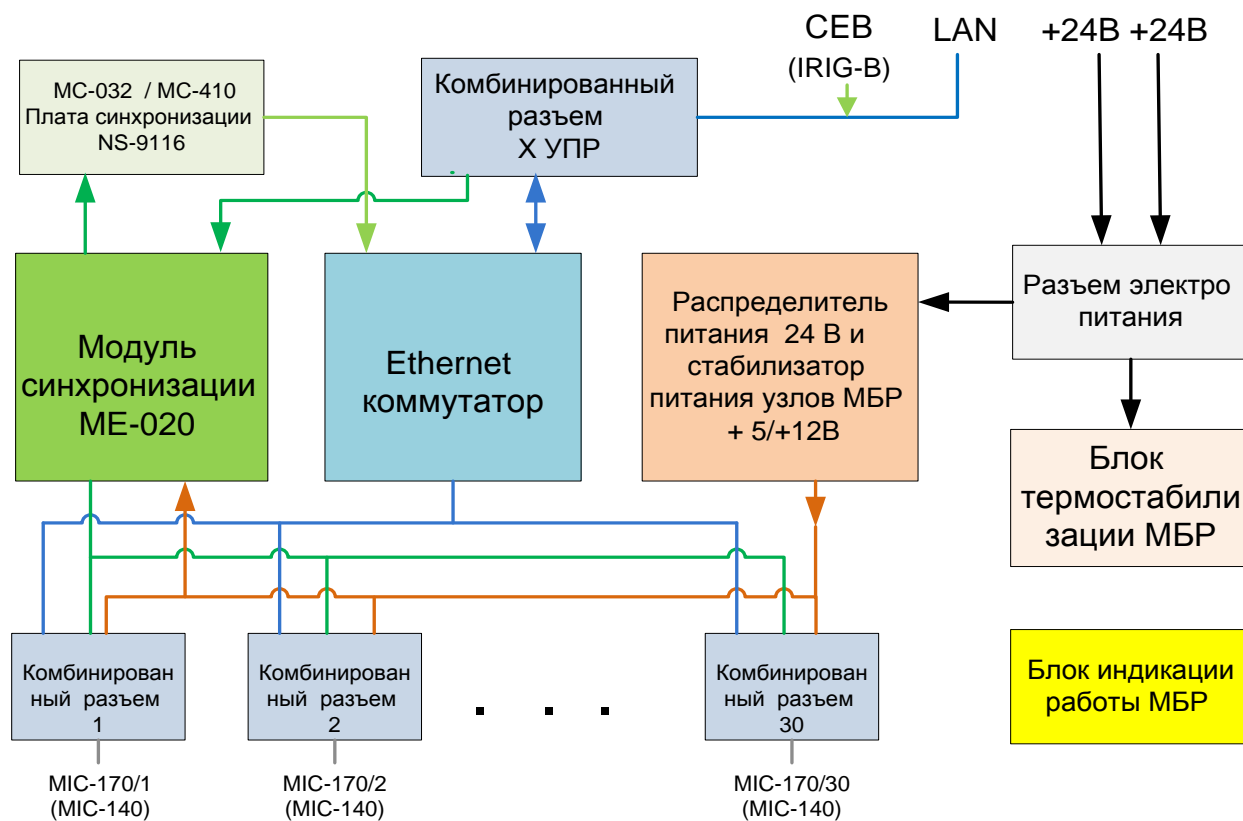 СЕВ
(IRIG-B)
LAN
+24В +24В
МС-032 / МС-410
Плата синхронизации
NS-9116
Комбинированный
разъем
Х УПР
Модуль
синхронизации
МЕ-020
Ethernet
коммутатор
Распределитель
питания 24 В и
стабилизатор
питания узлов МБР
+ 5/+12В
Разъем электро
питания
Блок
термостабили
зации МБР
Комбинирован
ный разъем
1
Комбинирован
ный разъем
2
. . .
Комбинирован
ный разъем
30
Блок индикации
работы МБР
MIC-170/1
(MIC-140)
MIC-170/2
(MIC-140)
MIC-170/30
(MIC-140)